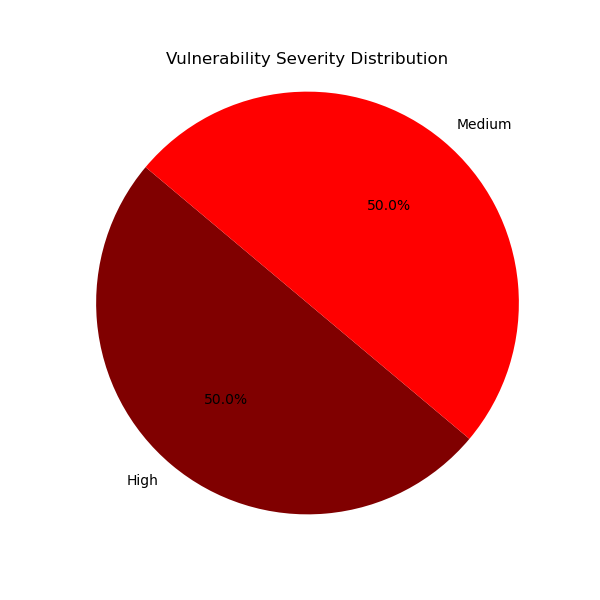 Vulnerability Severity Distribution
Medium
50.0%
50.0%
High